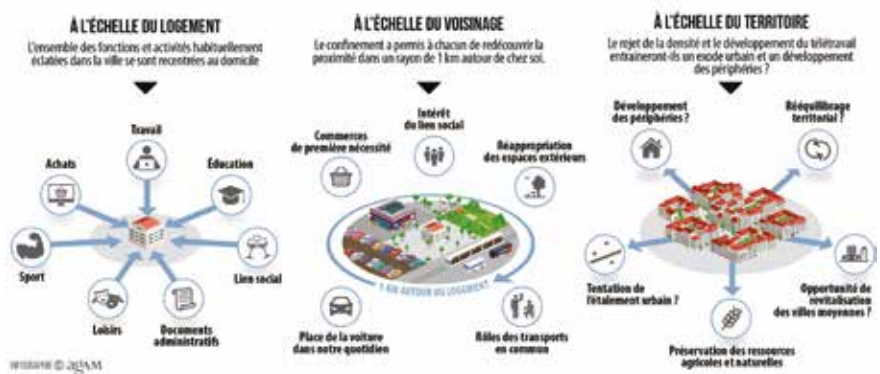 À L'ÉCHELLE DU LOGEMENT
L'ensemble des fonctions et activités habituellement
éclatées dans la ville se sont recentrées au domicile
Travail
Achats
Éducation
Sport
Lien social
Loisirs
Documents
administratifs
À L'ÉCHELLE DU VOISINAGE
Le confinement a permis à chacun de redécouvrir la
proximité dans un rayon de 1 km autour de chez soi.
Intérêt
du lien social
Commerces
de première nécessité
Réappropriation
des espaces extérieurs
1 KM AUTOUR DU LOGEMENT
Place de la voiture
dans notre quotidien
Rôles des transports
en commun
À L'ÉCHELLE DU TERRITOIRE
Le rejet de la densité et le développement du télétravail
entraineront-ils un exode urbain et un développement
des périphéries ?
Développement
des périphéries ?
Rééquilibrage
territorial ?
Tentation de
l'étalement urbain ?
Opportunité de
revitalisation
des villes moyennes ?
Préservation des ressources
agricoles et naturelles
INFOGRAPHIE © agAM